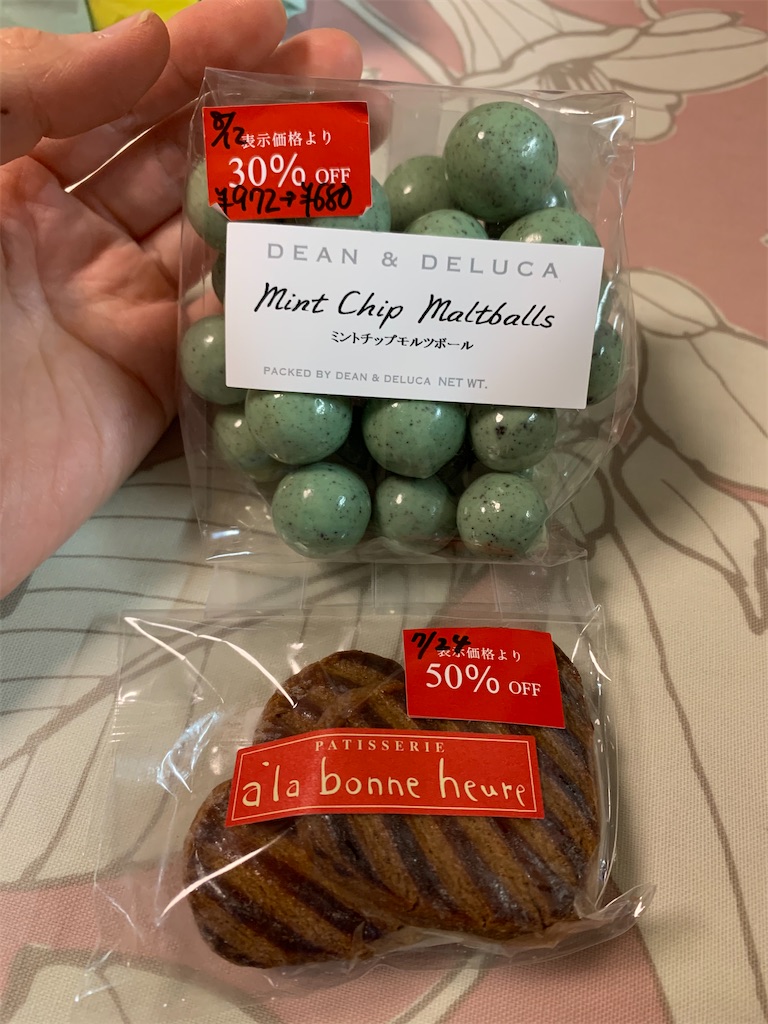 8/2
表示価格より
30% OFF
¥972→¥680
DEAN & DELUCA
Mint Chip Maltballs
ミントチップモルツボール
PACKED BY DEAN & DELUCA NET WT.
7/24
表示価格より
50% OFF
PATISSERIE
a'la bonne heure